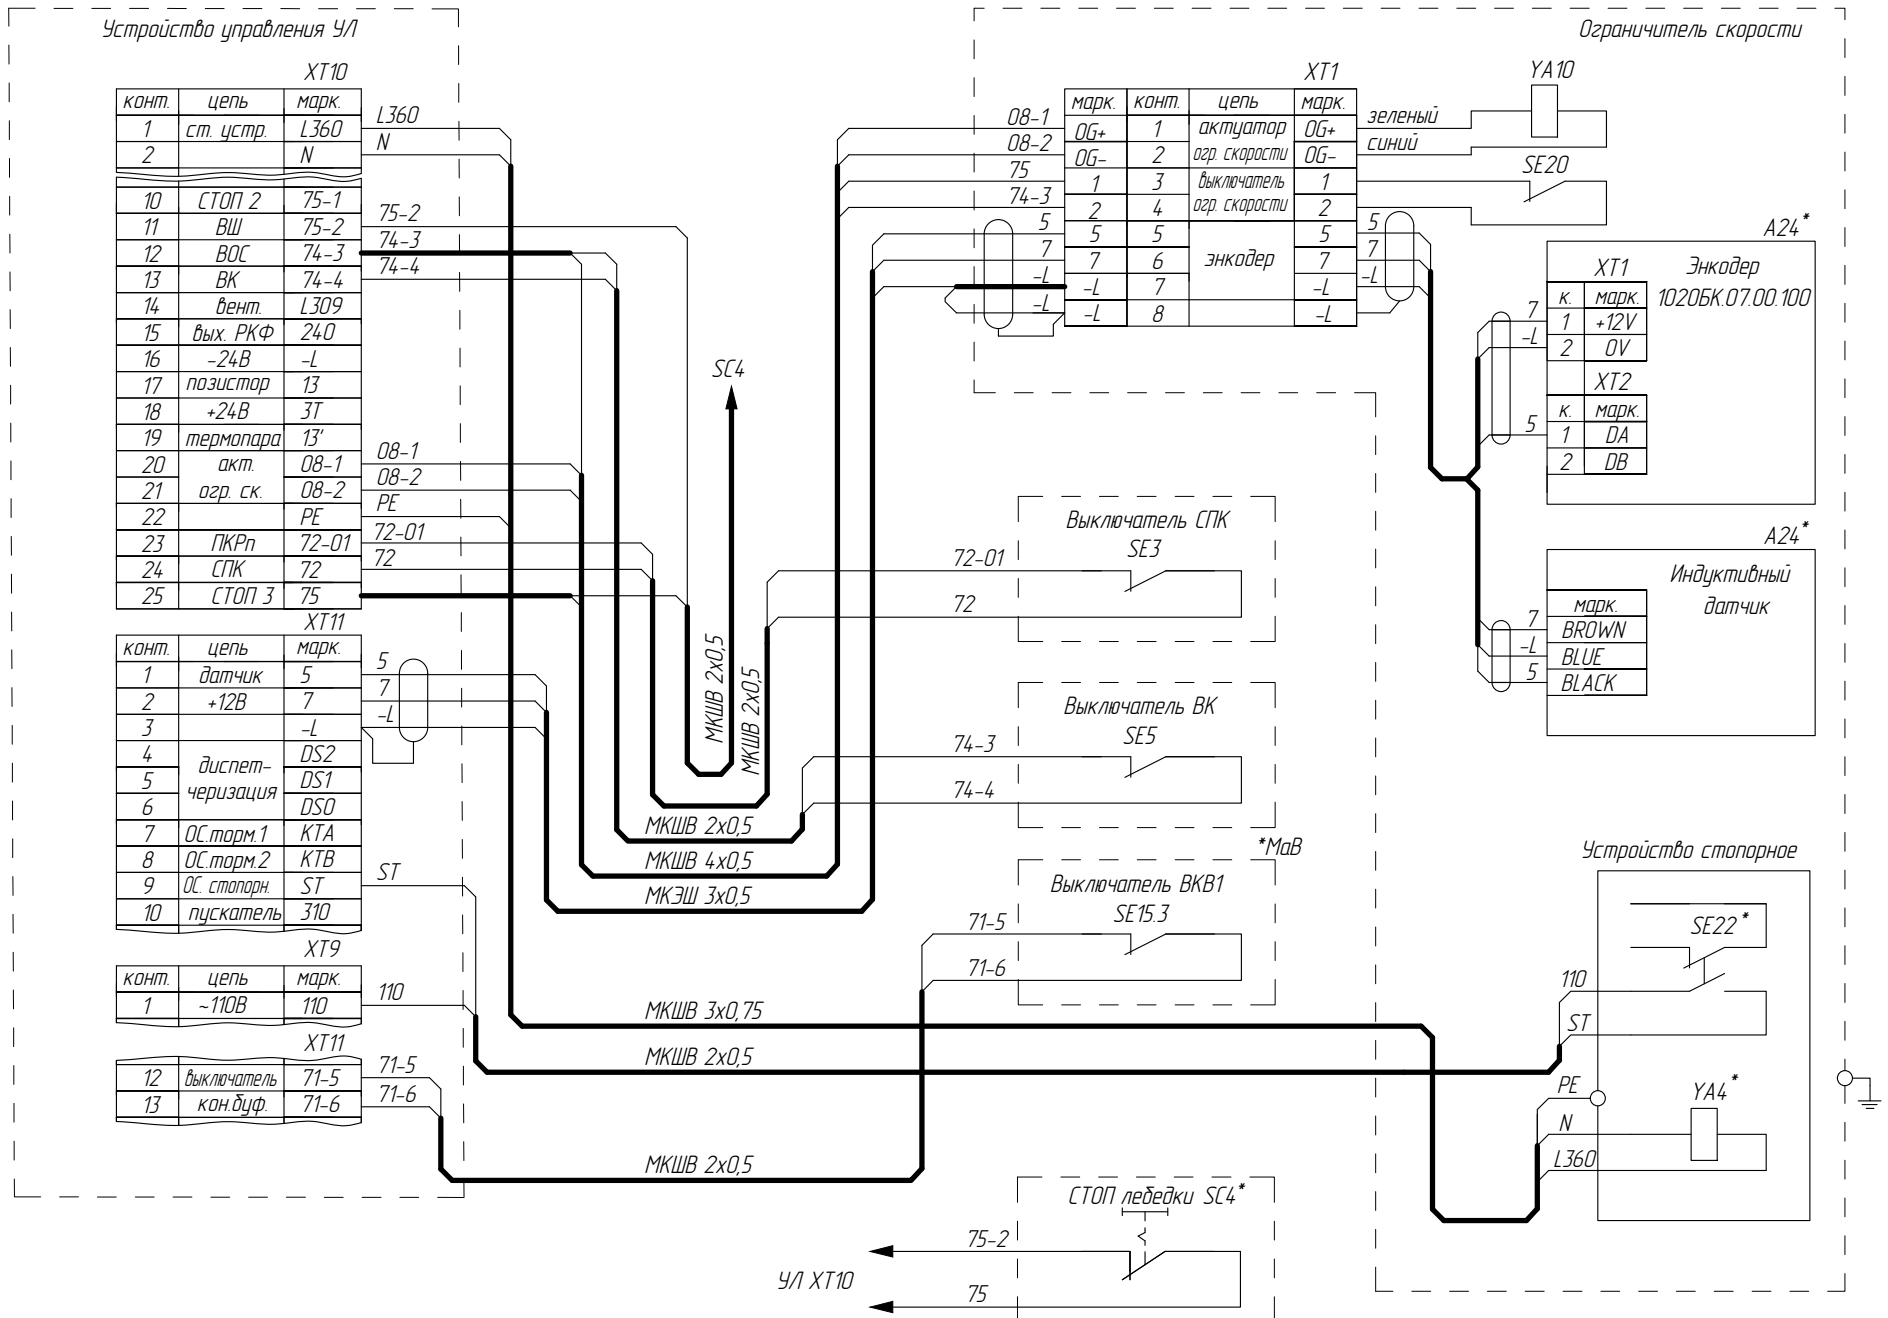 Устройство управления УЛ
XT10
конт. цепь марк.
1 ст. устр. L360 L360
2 N N
10 СТОП 2 75-1
11 ВШ 75-2 75-2
12 ВОС 74-3 74-3
13 ВК 74-4 74-4
14 вент. L309
15 вых. РКФ 240
16 -24В -L
17 позистор 13
18 +24В 3Т
19 термопара 13'
20 акт. 08-1 08-1
21 огр. ск. 08-2 08-2
22 PE PE
23 ПКРп 72-01 72-01
24 СПК 72 72
25 СТОП 3 75
XT11
конт. цепь марк.
1 датчик 5 5
2 +12В 7 7
3 -L -L
4 DS2
диспет-
5 DS1
черизация
6 DS0
7 ОС.торм.1 КТА
8 ОС.торм.2 КТВ
9 ОС. стопорн. ST ST
10 пускатель 310
XT9
конт. цепь марк.
1 ~110В 110 110
XT11
12 выключатель 71-5 71-5
13 кон.буф. 71-6 71-6
SC4
МКШВ 2х0,5
МКШВ 2х0,5
МКШВ 2х0,5
МКШВ 4х0,5
МКЭШ 3х0,5
МКШВ 3х0,75
МКШВ 2х0,5
МКШВ 2х0,5
Ограничитель скорости
XT1
марк. конт. цепь марк.
08-1 OG+ 1 актуатор OG+ зеленый
08-2 OG- 2 огр. скорости OG- синий
75 1 3 выключатель 1
74-3 2 4 огр. скорости 2
5 5 5 5 5
7 7 6 энкодер 7 7
-L -L 7 -L -L
-L -L 8 -L
YA10
SE20
A24*
XT1 Энкодер
1020БК.07.00.100
к. марк.
7 1 +12V
-L 2 0V
XT2
к. марк.
5 1 DA
2 DB
A24*
Индуктивный
датчик
марк.
7 BROWN
-L BLUE
5 BLACK
Выключатель СПК
SE3
72-01
72
Выключатель ВК
SE5
74-3
74-4
*МаВ
Выключатель ВКВ1
SE15.3
71-5
71-6
Устройство стопорное
SE22*
110
ST
PE
YA4*
N
L360
СТОП лебедки SC4*
75-2
УЛ XT10
75